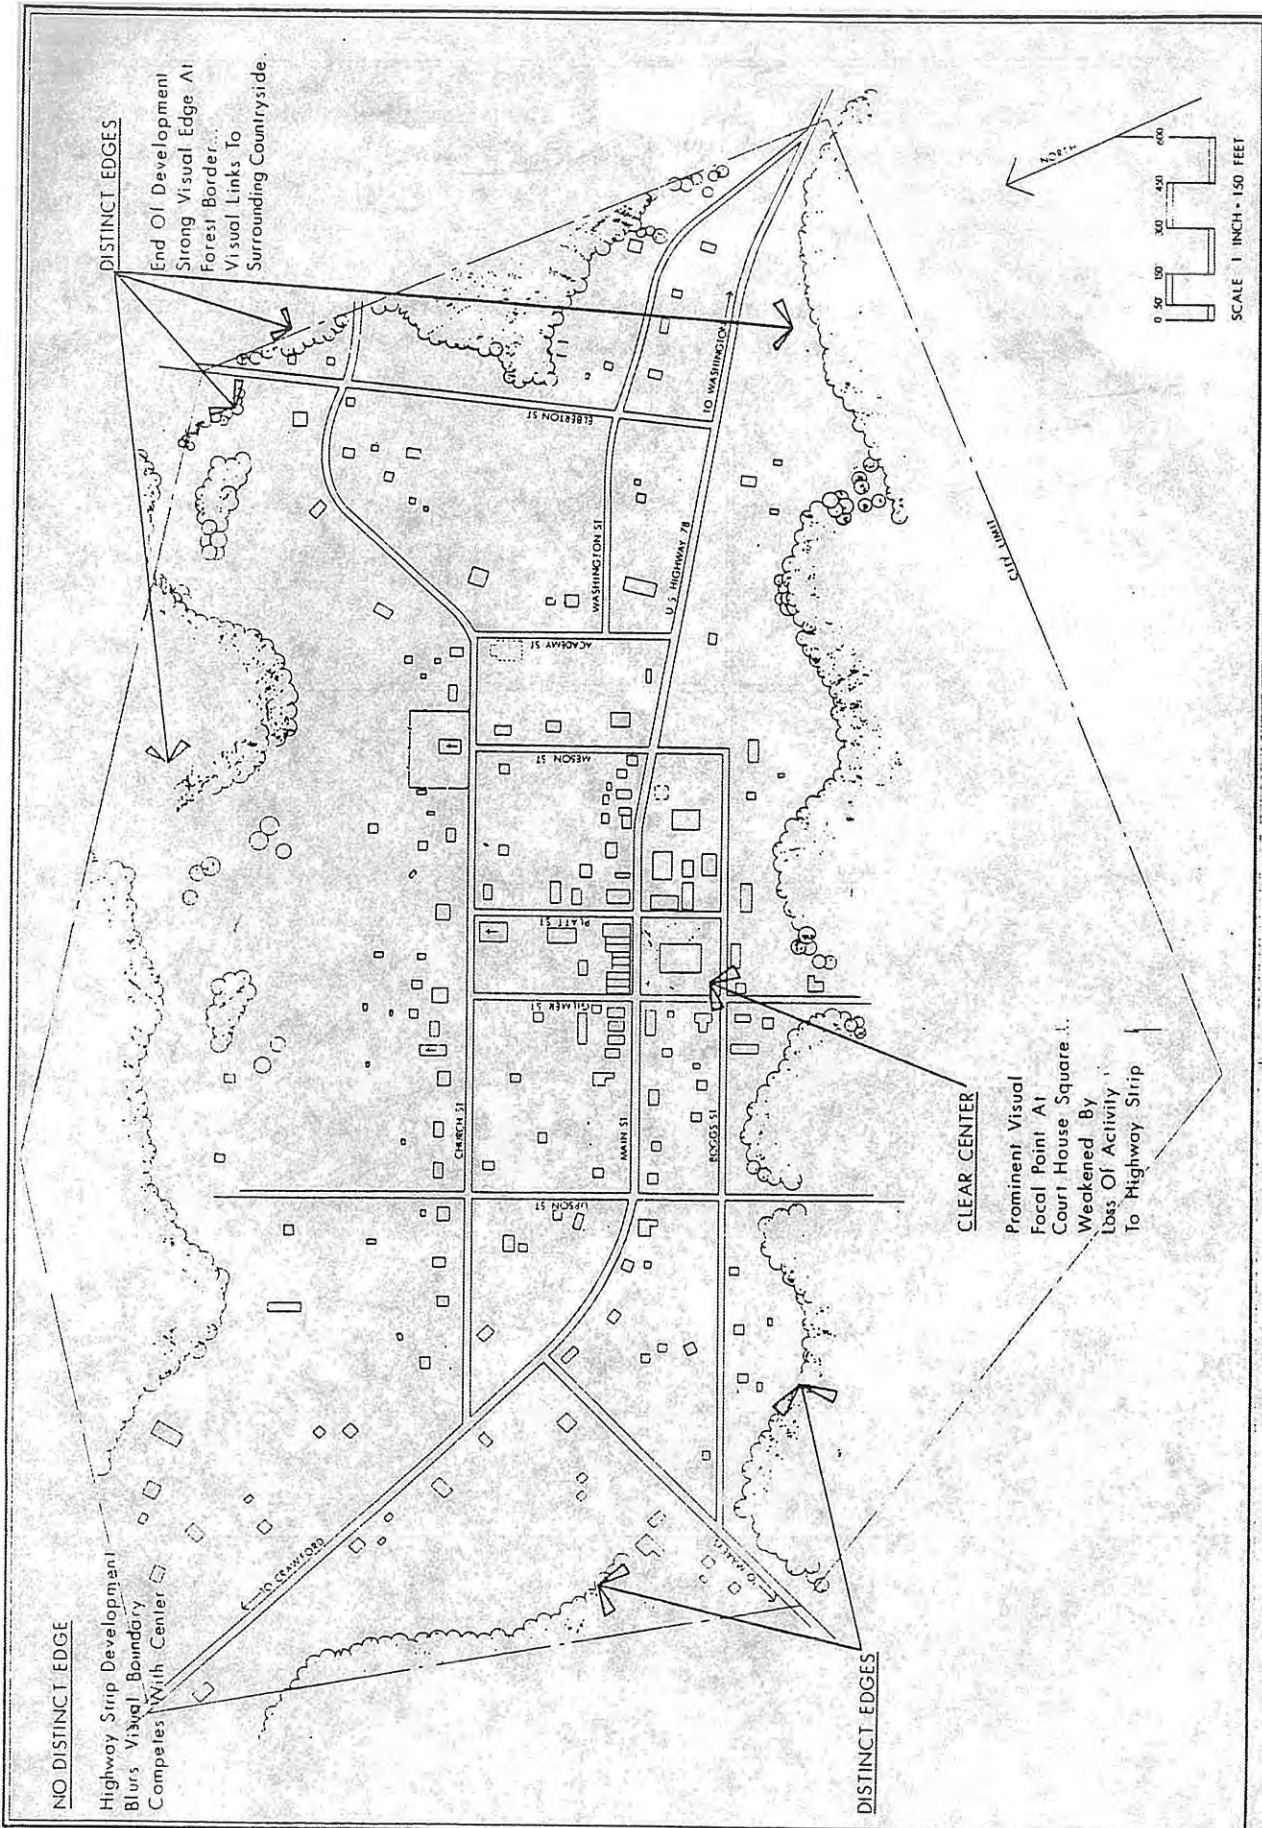 NO DISTINCT EDGE
Highway Strip Development
Blurs Visual Boundary
Competes With Center
DISTINCT EDGES
End Of Development
Strong Visual Edge At
Forest Border...
Visual Links To
Surrounding Countryside.
TO CRAWFORD
CHURCH ST
UPSON ST
GILMER ST
PLATT ST
MESON ST
ACADEMY ST
WASHINGTON ST
ELBERTON ST
U.S. HIGHWAY 78
TO WASHINGTON
MAIN ST
BOGGS ST
CITY LIMIT
CLEAR CENTER
Prominent Visual
Focal Point At
Court House Square...
Weakened By
Loss Of Activity
To Highway Strip
DISTINCT EDGES
NORTH
0 50 150 300 450 600
SCALE 1 INCH = 150 FEET